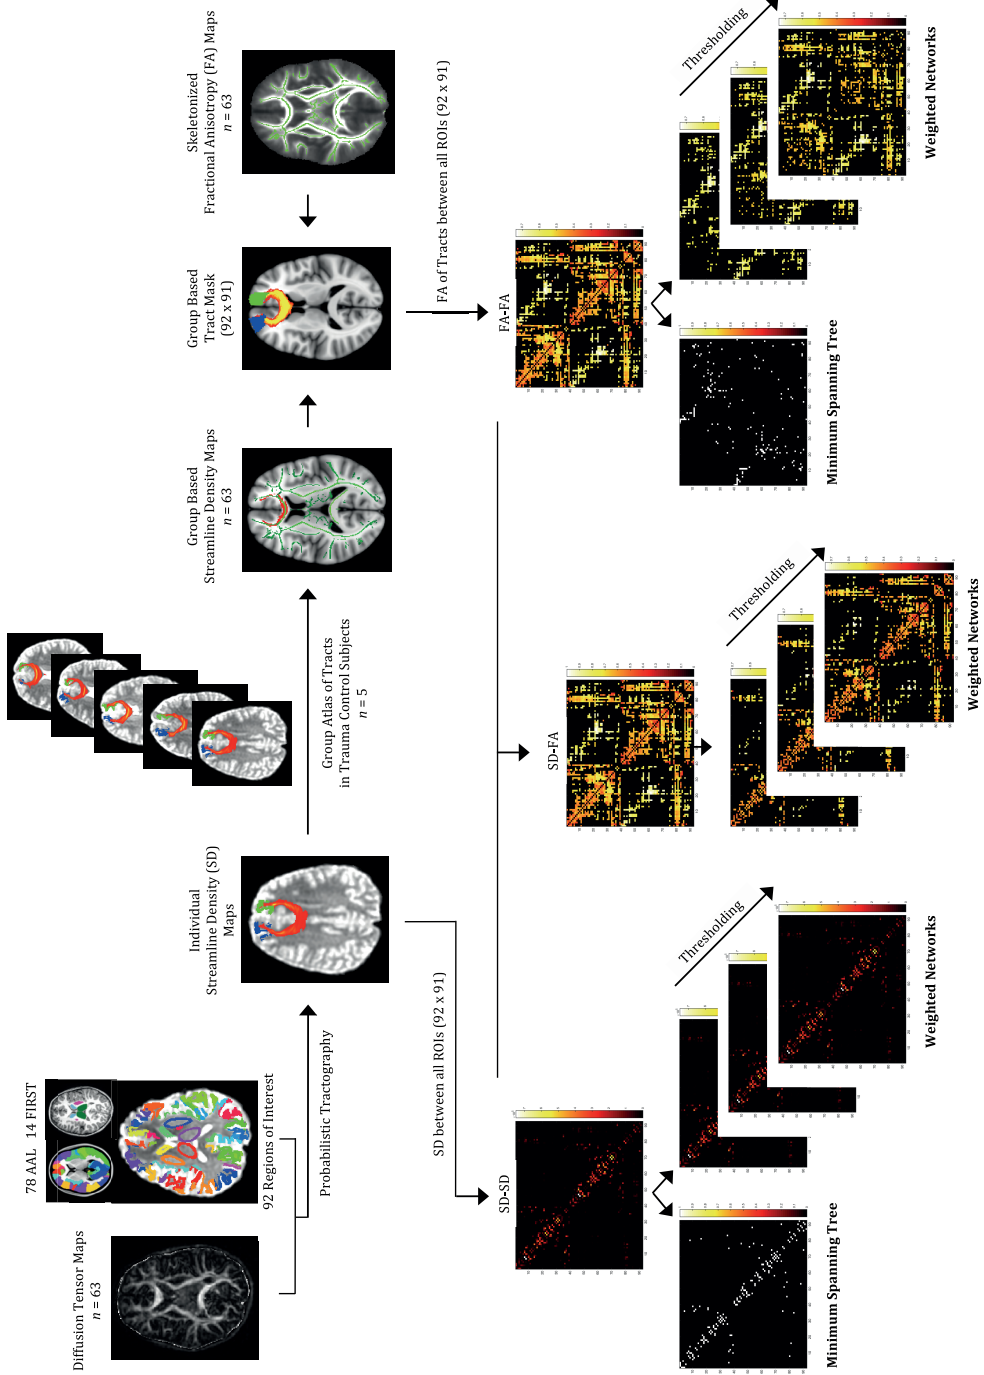 Diffusion Tensor Maps
n = 63
78 AAL 14 FIRST
92 Regions of Interest
Probabilistic Tractography
Individual
Streamline Density (SD)
Maps
Group Atlas of Tracts
in Trauma Control Subjects
n = 5
Group Based
Streamline Density Maps
n = 63
Group Based
Tract Mask
(92 x 91)
Skeletonized
Fractional Anisotropy (FA) Maps
n = 63
SD between all ROIs (92 x 91)
FA of Tracts between all ROIs (92 x 91)
SD-SD
SD-FA
FA-FA
Thresholding
Minimum Spanning Tree
Weighted Networks
Thresholding
Weighted Networks
Thresholding
Minimum Spanning Tree
Weighted Networks